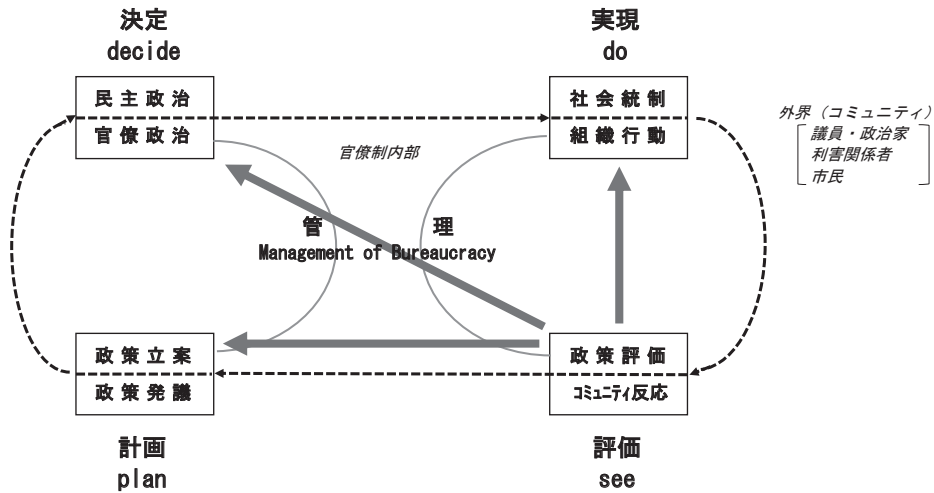 決定
decide
実現
do
民主政治
官僚政治
社会統制
組織行動
外界（コミュニティ）
議員・政治家
利害関係者
市民
官僚制内部
管　理
Management of Bureaucracy
政策立案
政策発議
政策評価
コミュニティ反応
計画
plan
評価
see